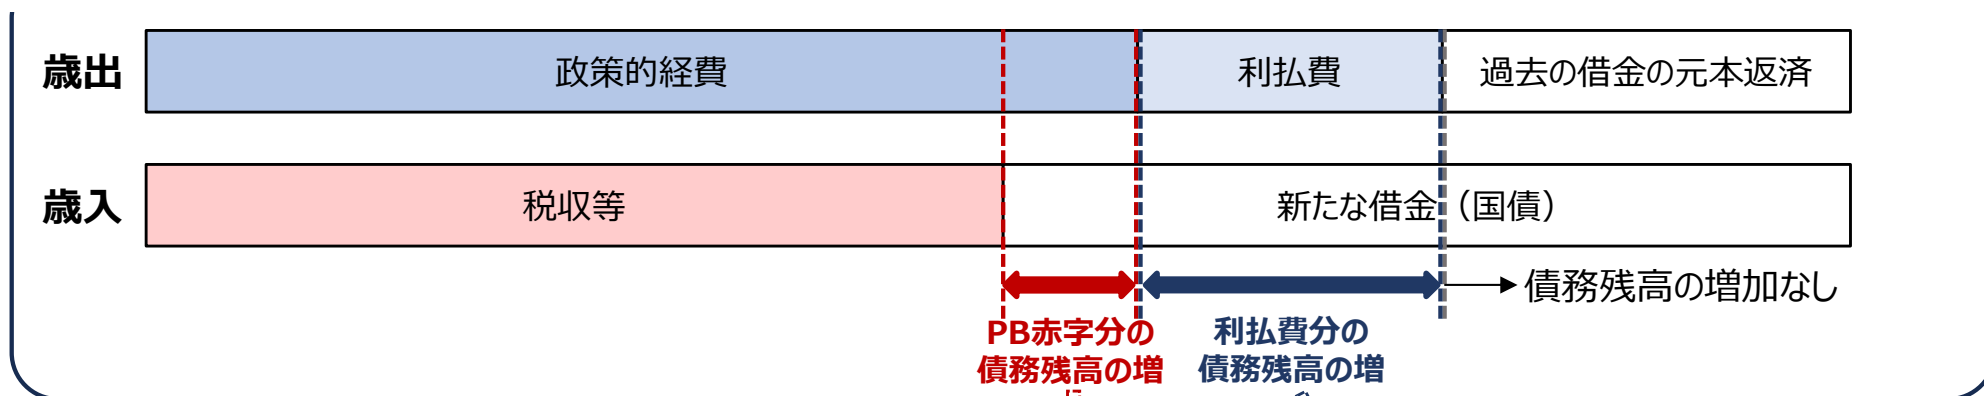 歳出
政策的経費
利払費
過去の借金の元本返済
歳入
税収等
新たな借金（国債）
債務残高の増加なし
PB赤字分の
債務残高の増
利払費分の
債務残高の増